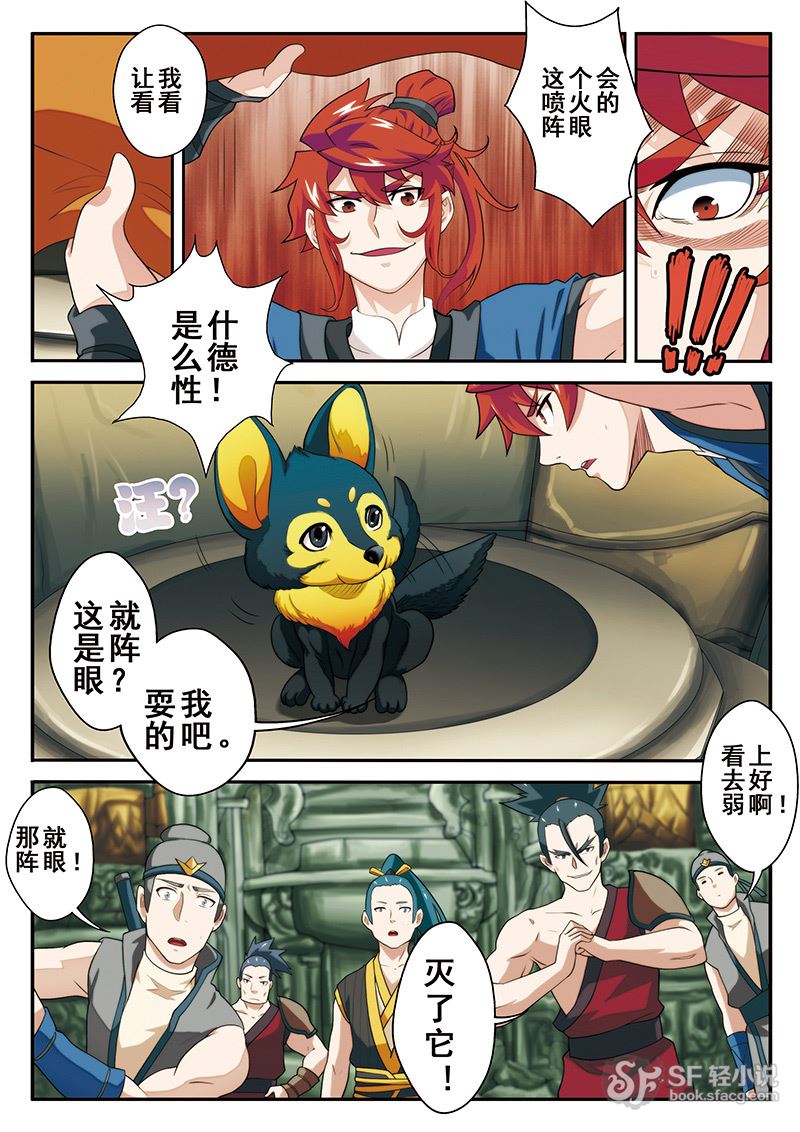 让我
看看
这个会
喷火的
阵眼
!!!
是什
么德
性！
汪?
这就
是阵
眼？
耍我
的吧。
看上
去好
弱啊！
那就
阵眼！
灭了它！
SF 轻小说
book.sfacg.com